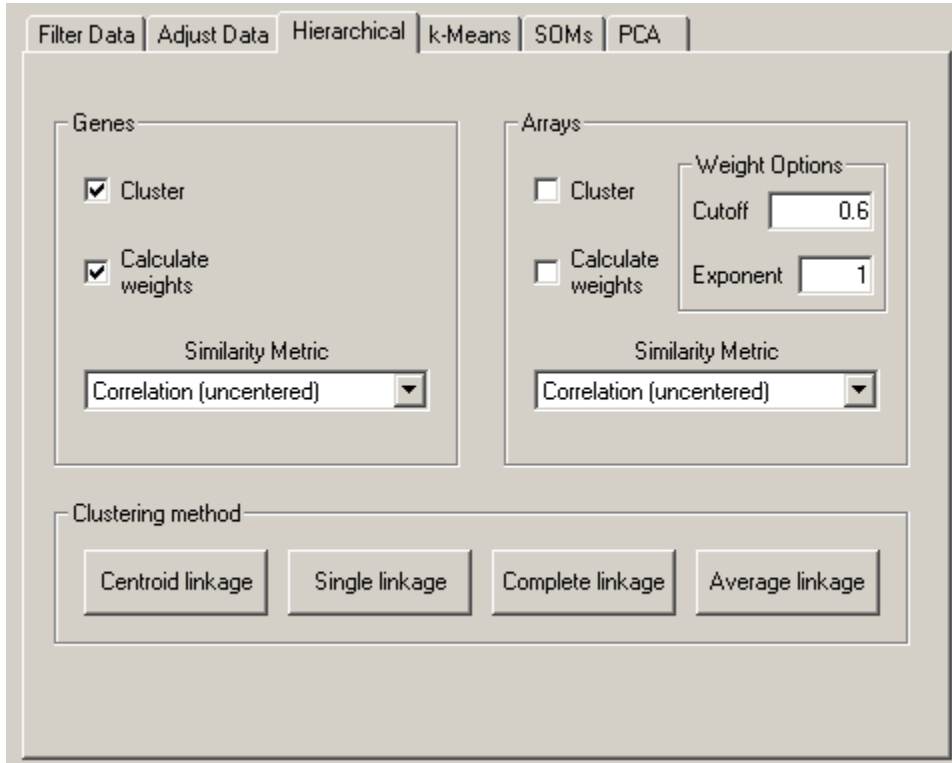 Filter Data Adjust Data Hierarchical k-Means SOMs PCA
Genes
Cluster
Calculate
weights
Similarity Metric
Correlation (uncentered)
Arrays
Cluster
Calculate
weights
Weight Options
Cutoff 0.6
Exponent 1
Similarity Metric
Correlation (uncentered)
Clustering method
Centroid linkage Single linkage Complete linkage Average linkage